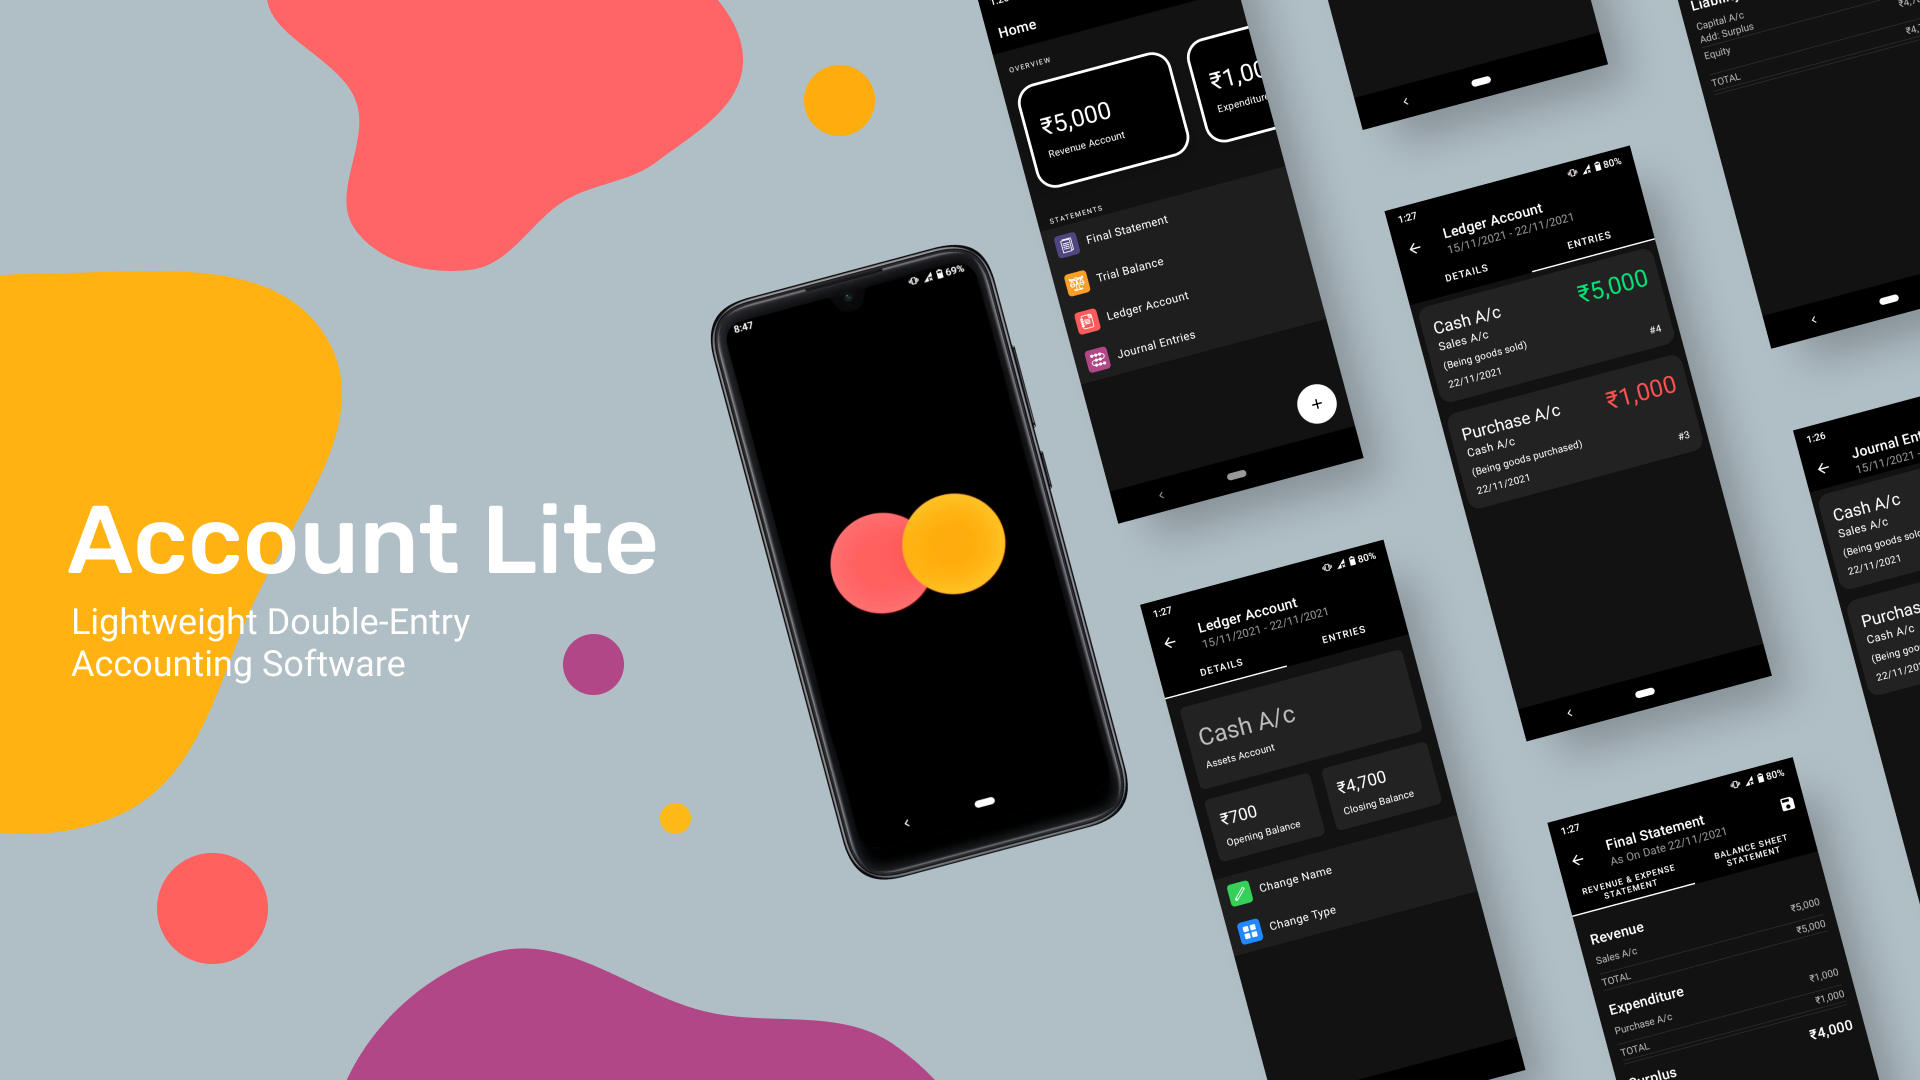 Account Lite
Lightweight Double-Entry
Accounting Software
8:47
69%
Home
OVERVIEW
₹5,000
Revenue Account
₹1,00
Expenditure
STATEMENTS
Final Statement
Trial Balance
Ledger Account
Journal Entries
+
1:27
80%
Ledger Account
15/11/2021 - 22/11/2021
DETAILS
ENTRIES
Cash A/c
Assets Account
₹700
Opening Balance
₹4,700
Closing Balance
Change Name
Change Type
1:27
80%
Ledger Account
15/11/2021 - 22/11/2021
DETAILS
ENTRIES
Cash A/c
₹5,000
Sales A/c
(Being goods sold)
#4
22/11/2021
Purchase A/c
₹1,000
Cash A/c
(Being goods purchased)
#3
22/11/2021
1:27
80%
Final Statement
As On Date 22/11/2021
REVENUE & EXPENSE
STATEMENT
BALANCE SHEET
STATEMENT
Revenue
₹5,000
Sales A/c
₹5,000
TOTAL
Expenditure
₹1,000
Purchase A/c
₹1,000
TOTAL
₹4,000
Surplus
Capital A/c
Add: Surplus
Equity
TOTAL
1:26
Journal Ent
15/11/2021 -
Cash A/c
Sales A/c
(Being goods sold
22/11/2021
Purchas
Cash A/c
(Being goo
22/11/20